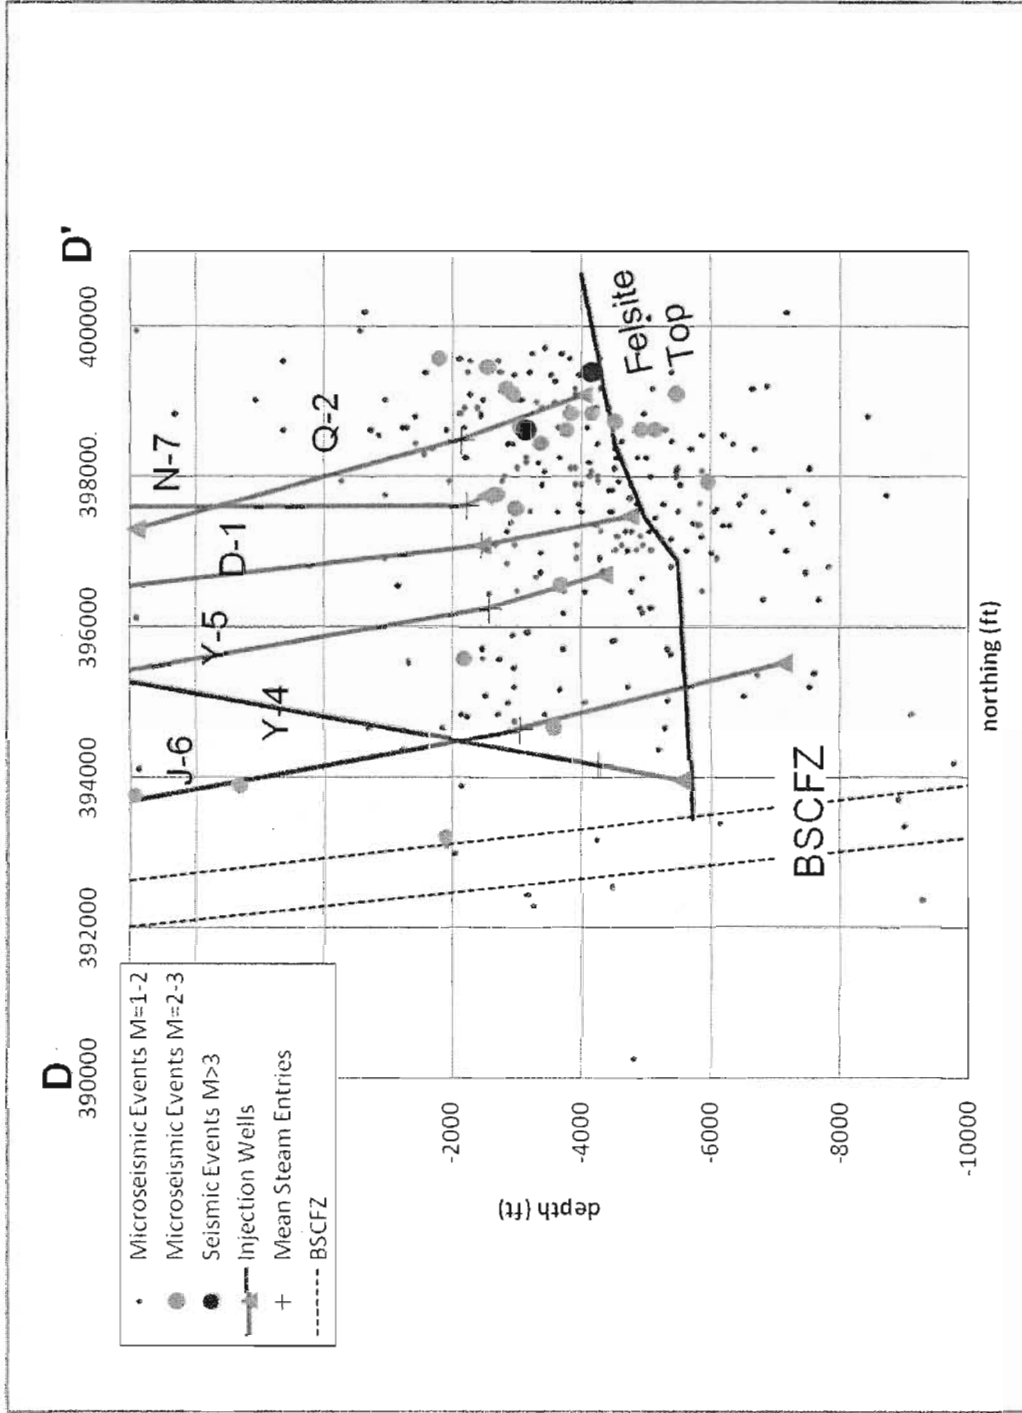 D
D'
390000
392000
394000
396000
398000.
400000
Microseismic Events M=1-2
Microseismic Events M=2-3
Seismic Events M>3
Injection Wells
Mean Steam Entries
BSCFZ
J-6
Y-4
Y-5
D-1
N-7
Q-2
-2000
-4000
-6000
-8000
-10000
depth (ft)
Felsite
Top
BSCFZ
northing (ft)